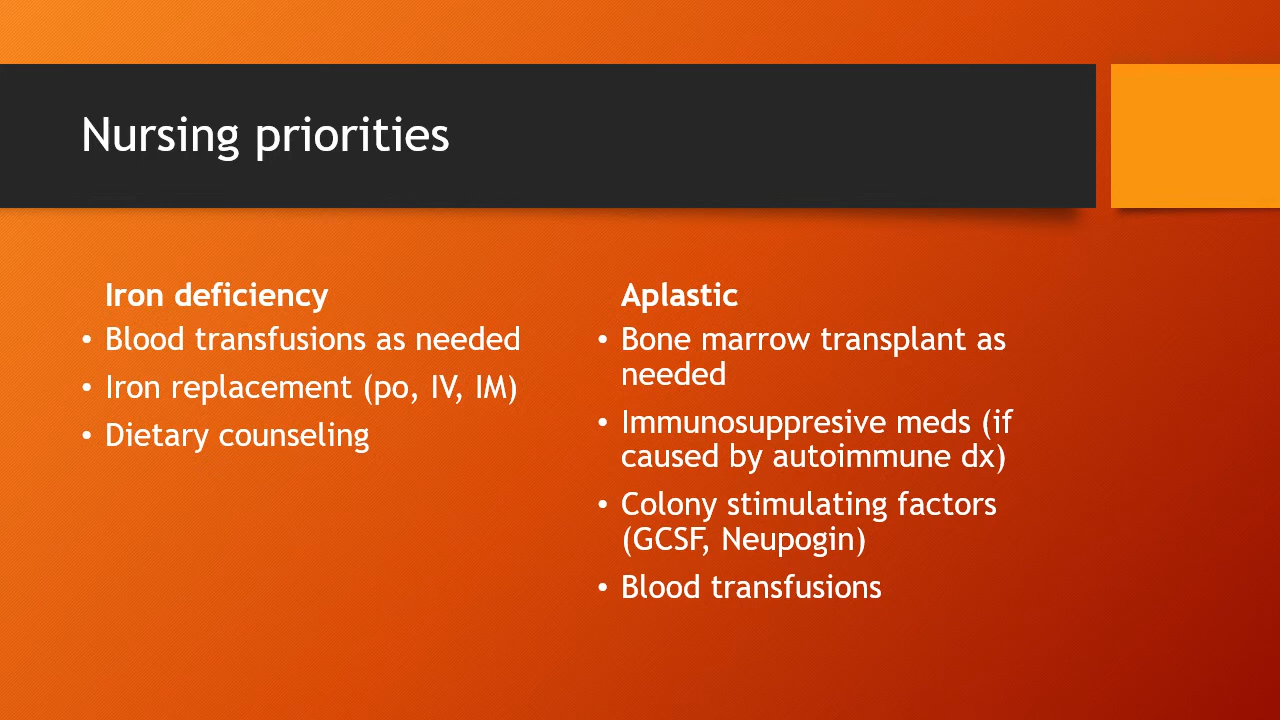 Nursing priorities
Iron deficiency
• Blood transfusions as needed
• Iron replacement (po, IV, IM)
• Dietary counseling
Aplastic
• Bone marrow transplant as
needed
• Immunosuppresive meds (if
caused by autoimmune dx)
• Colony stimulating factors
(GCSF, Neupogin)
• Blood transfusions